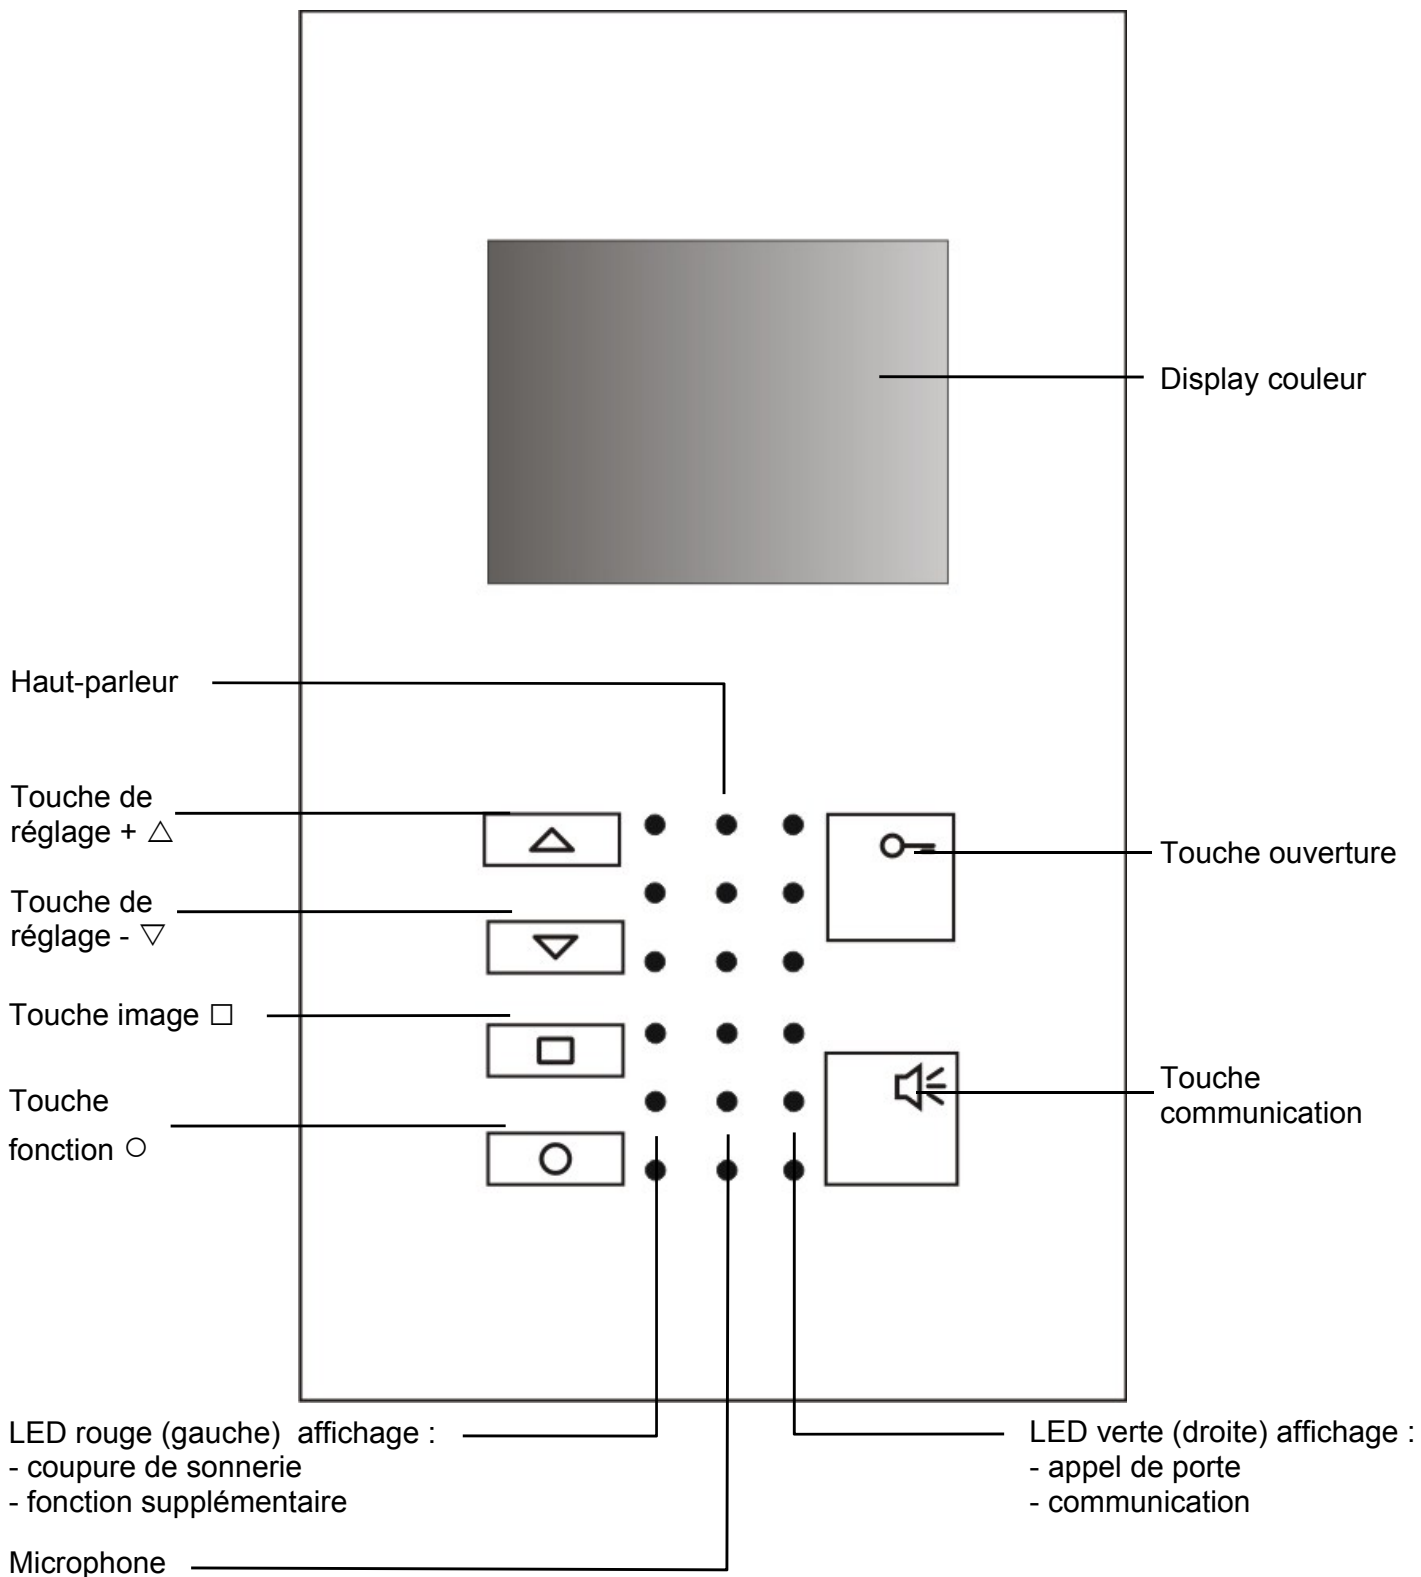 Display couleur
Haut-parleur
Touche de
réglage + △
Touche de
réglage - ▽
Touche ouverture
Touche image □
Touche
fonction ○
Touche
communication
LED rouge (gauche)  affichage :
- coupure de sonnerie
- fonction supplémentaire
LED verte (droite) affichage :
- appel de porte
- communication
Microphone